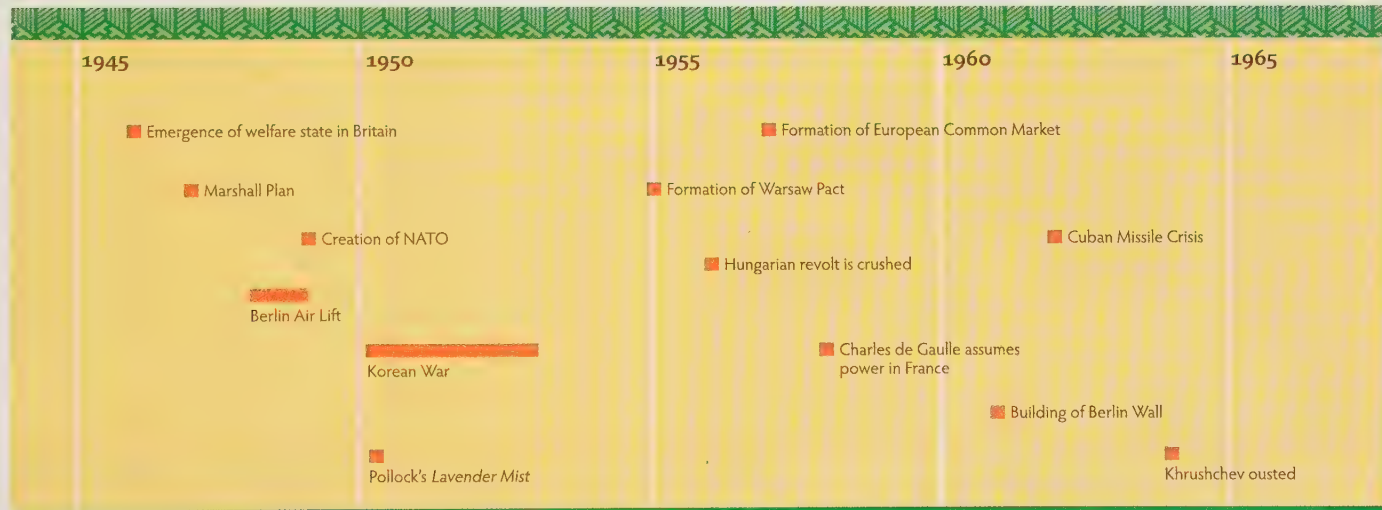 1945 1950 1955 1960 1965
Emergence of welfare state in Britain
Formation of European Common Market
Marshall Plan
Formation of Warsaw Pact
Creation of NATO
Cuban Missile Crisis
Hungarian revolt is crushed
Berlin Air Lift
Korean War
Charles de Gaulle assumes
power in France
Building of Berlin Wall
Pollock's Lavender Mist
Khrushchev ousted